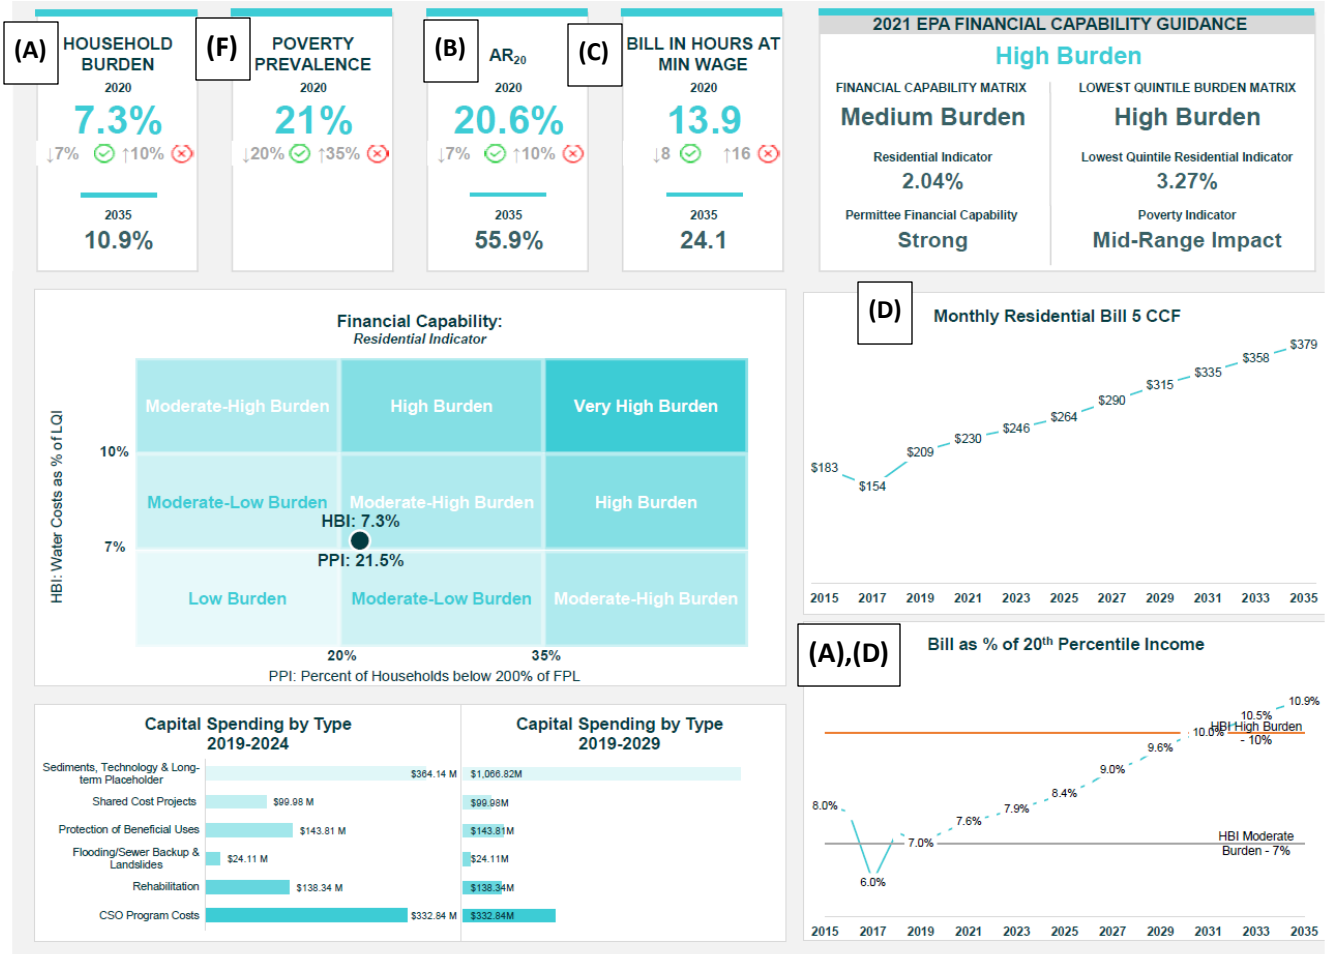 (A)
HOUSEHOLD
BURDEN
2020
7.3%
↓7% ↑10%
2035
10.9%
(F)
POVERTY
PREVALENCE
2020
21%
↓20% ↑35%
(B)
AR20
2020
20.6%
↓7% ↑10%
2035
55.9%
(C)
BILL IN HOURS AT
MIN WAGE
2020
13.9
↓8 ↑16
2035
24.1
2021 EPA FINANCIAL CAPABILITY GUIDANCE
High Burden
FINANCIAL CAPABILITY MATRIX
Medium Burden
Residential Indicator
2.04%
Permittee Financial Capability
Strong
LOWEST QUINTILE BURDEN MATRIX
High Burden
Lowest Quintile Residential Indicator
3.27%
Poverty Indicator
Mid-Range Impact
Financial Capability:
Residential Indicator
HBI: Water Costs as % of LQI
10%
7%
Moderate-High Burden
High Burden
Very High Burden
Moderate-Low Burden
Moderate-High Burden
High Burden
HBI: 7.3%
PPI: 21.5%
Low Burden
Moderate-Low Burden
Moderate-High Burden
20%
35%
PPI: Percent of Households below 200% of FPL
(D)
Monthly Residential Bill 5 CCF
$183
$154
$209
$230
$246
$264
$290
$315
$335
$358
$379
2015 2017 2019 2021 2023 2025 2027 2029 2031 2033 2035
(A),(D)
Bill as % of 20th Percentile Income
8.0%
6.0%
7.0%
7.6%
7.9%
8.4%
9.0%
9.6%
10.0%
10.5%
10.9%
HBI High Burden
- 10%
HBI Moderate
Burden - 7%
2015 2017 2019 2021 2023 2025 2027 2029 2031 2033 2035
Capital Spending by Type
2019-2024
Sediments, Technology & Long-
term Placeholder
$364.14 M
Shared Cost Projects
$99.98 M
Protection of Beneficial Uses
$143.81 M
Flooding/Sewer Backup &
Landslides
$24.11 M
Rehabilitation
$138.34 M
CSO Program Costs
$332.84 M
Capital Spending by Type
2019-2029
$1,066.82M
$99.98M
$143.81M
$24.11M
$138.34M
$332.84M